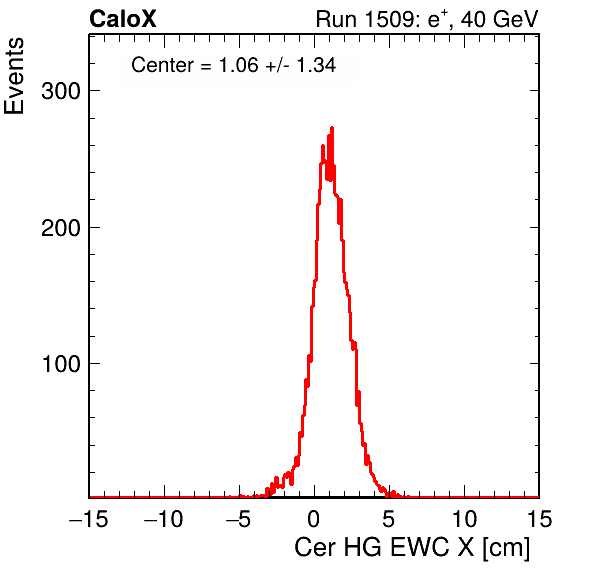 CaloX Run 1509: e+, 40 GeV
Center = 1.06 +/- 1.34
Events
300
200
100
−15 −10 −5 0 5 10 15
Cer HG EWC X [cm]